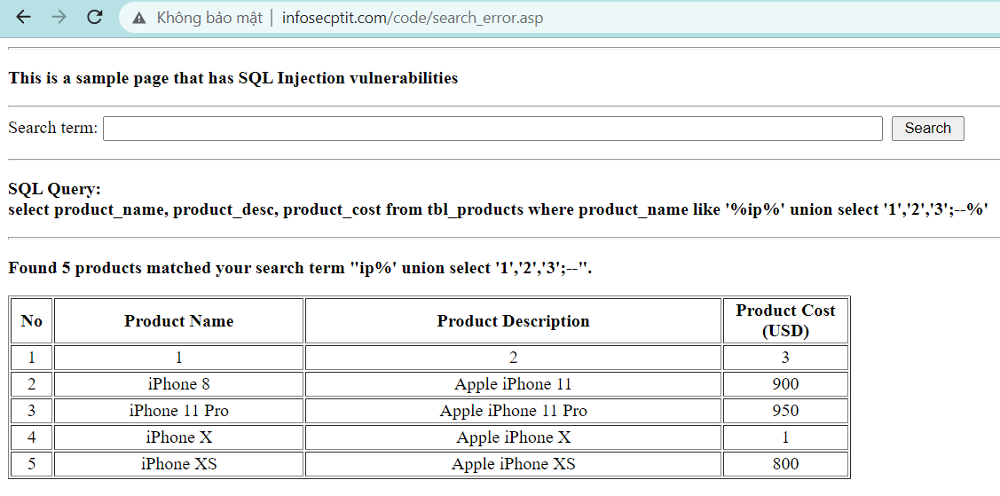 Không bảo mật | infosecptit.com/code/search_error.asp
This is a sample page that has SQL Injection vulnerabilities
Search term: Search
SQL Query:
select product_name, product_desc, product_cost from tbl_products where product_name like '%ip%' union select '1','2','3';--%'
Found 5 products matched your search term "ip%' union select '1','2','3';--".
No Product Name Product Description Product Cost (USD)
1 1 2 3
2 iPhone 8 Apple iPhone 11 900
3 iPhone 11 Pro Apple iPhone 11 Pro 950
4 iPhone X Apple iPhone X 1
5 iPhone XS Apple iPhone XS 800